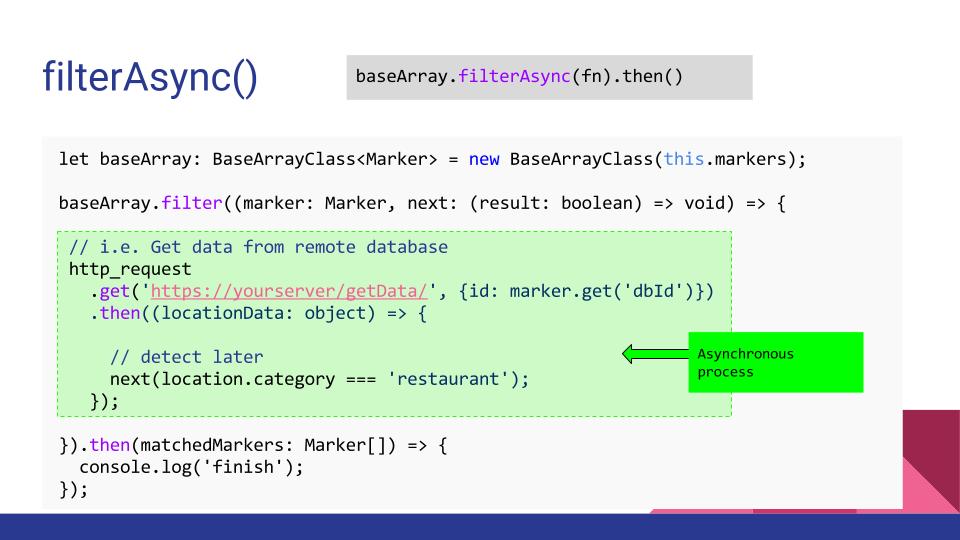 filterAsync()
baseArray.filterAsync(fn).then()
let baseArray: BaseArrayClass<Marker> = new BaseArrayClass(this.markers);
baseArray.filter((marker: Marker, next: (result: boolean) => void) => {
// i.e. Get data from remote database
http_request
.get('https://yourserver/getData/', {id: marker.get('dbId')})
.then((locationData: object) => {
// detect later
next(location.category === 'restaurant');
});
Asynchronous
process
}).then(matchedMarkers: Marker[]) => {
console.log('finish');
});